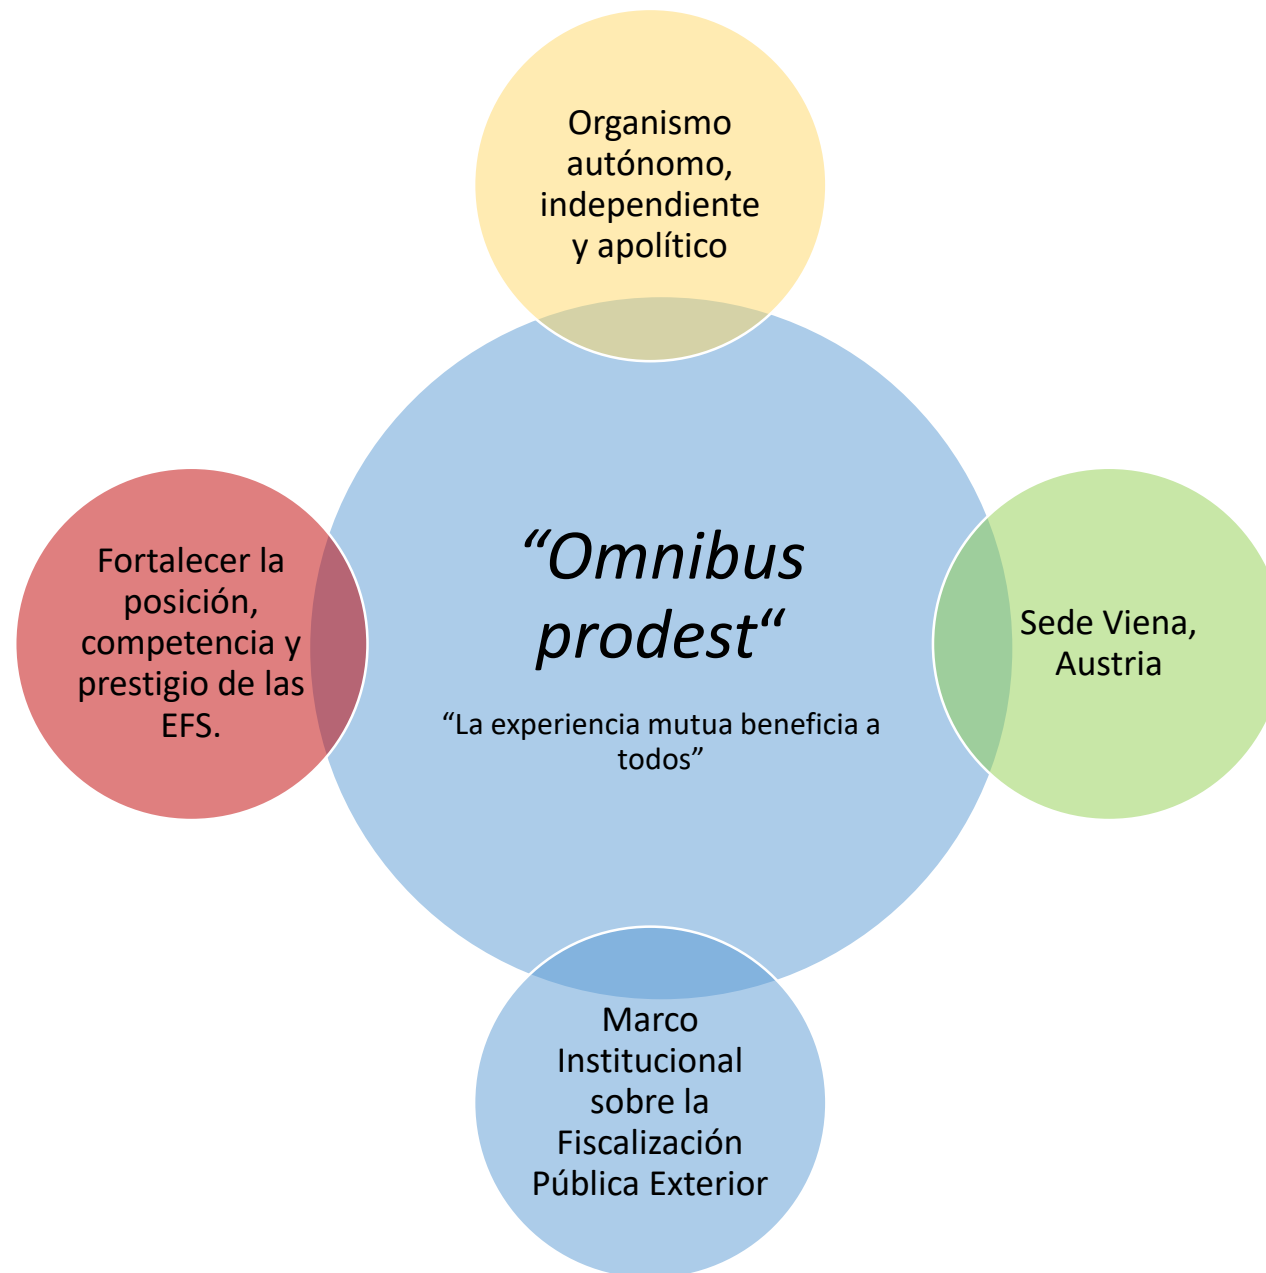 Organismo
autónomo,
independiente
y apolítico
“Omnibus
prodest“
“La experiencia mutua beneficia a
todos”
Fortalecer la
posición,
competencia y
prestigio de las
EFS.
Sede Viena,
Austria
Marco
Institucional
sobre la
Fiscalización
Pública Exterior